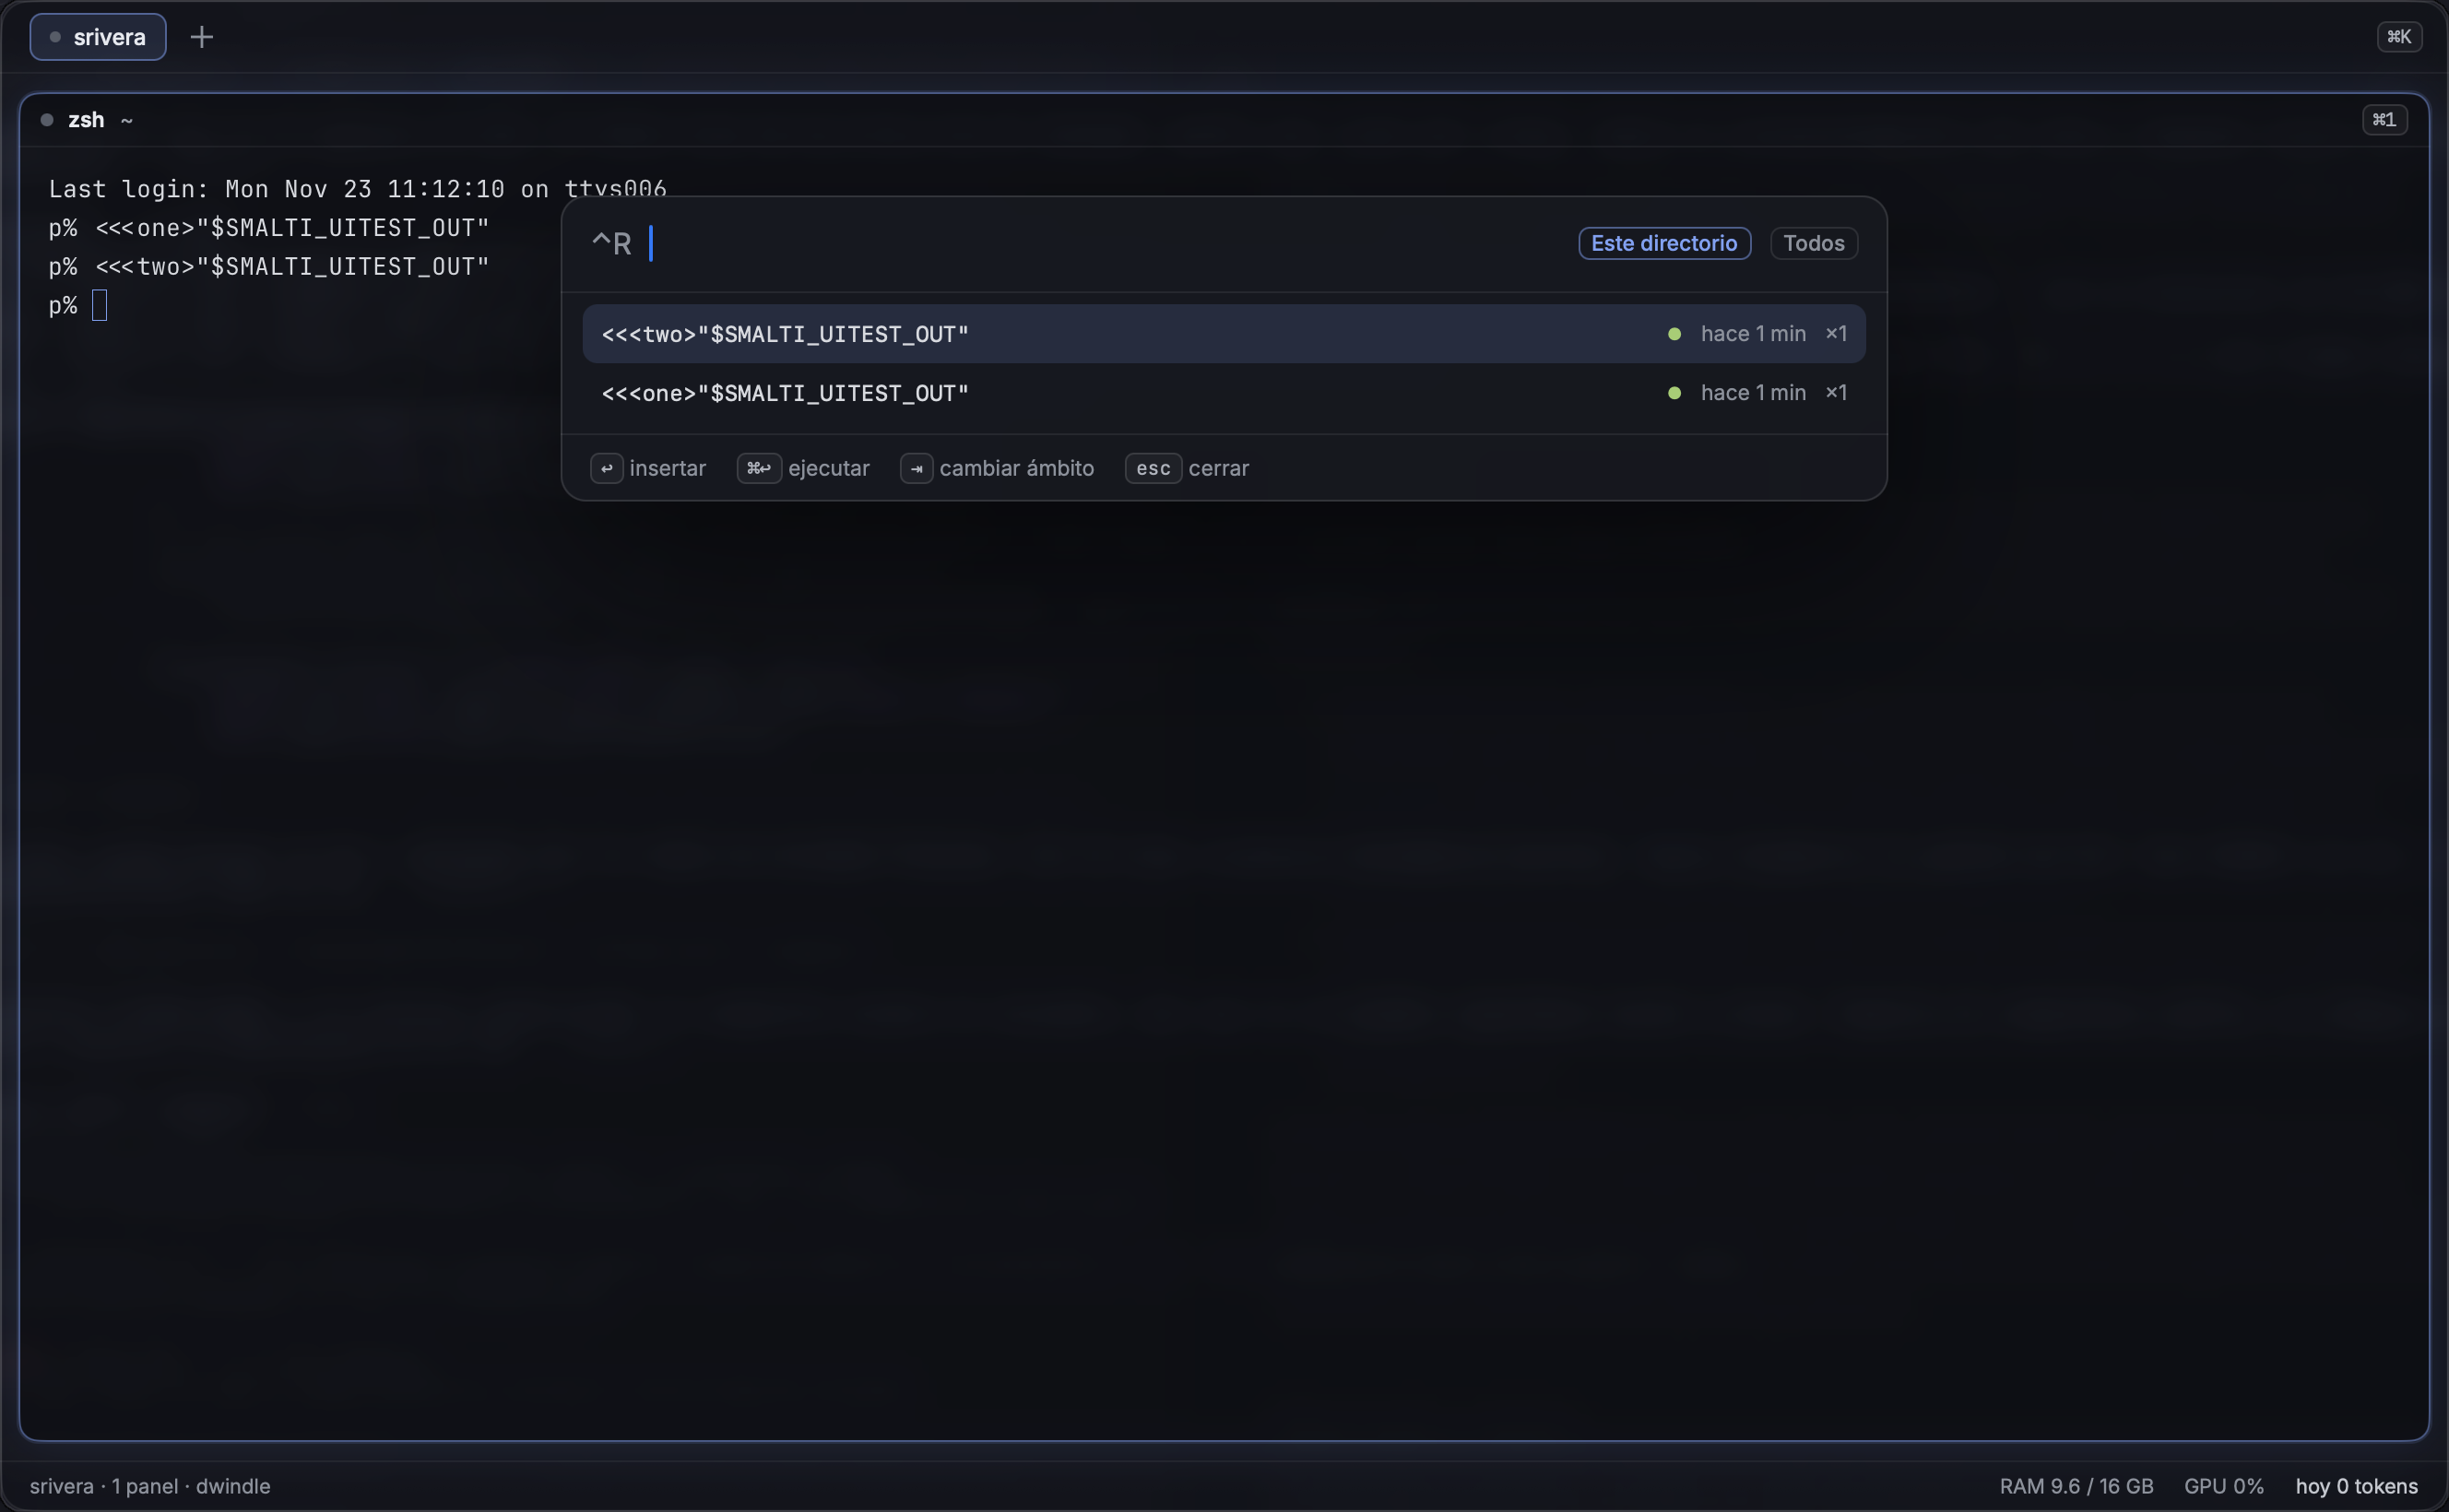 srivera
⌘K
zsh ~
⌘1
Last login: Mon Nov 23 11:12:10 on ttys006
p% <<<one>"$SMALTI_UITEST_OUT"
p% <<<two>"$SMALTI_UITEST_OUT"
p%
^R
Este directorio Todos
<<<two>"$SMALTI_UITEST_OUT" hace 1 min ×1
<<<one>"$SMALTI_UITEST_OUT" hace 1 min ×1
↩ insertar ⌘↩ ejecutar ⇥ cambiar ámbito esc cerrar
srivera · 1 panel · dwindle
RAM 9.6 / 16 GB GPU 0% hoy 0 tokens